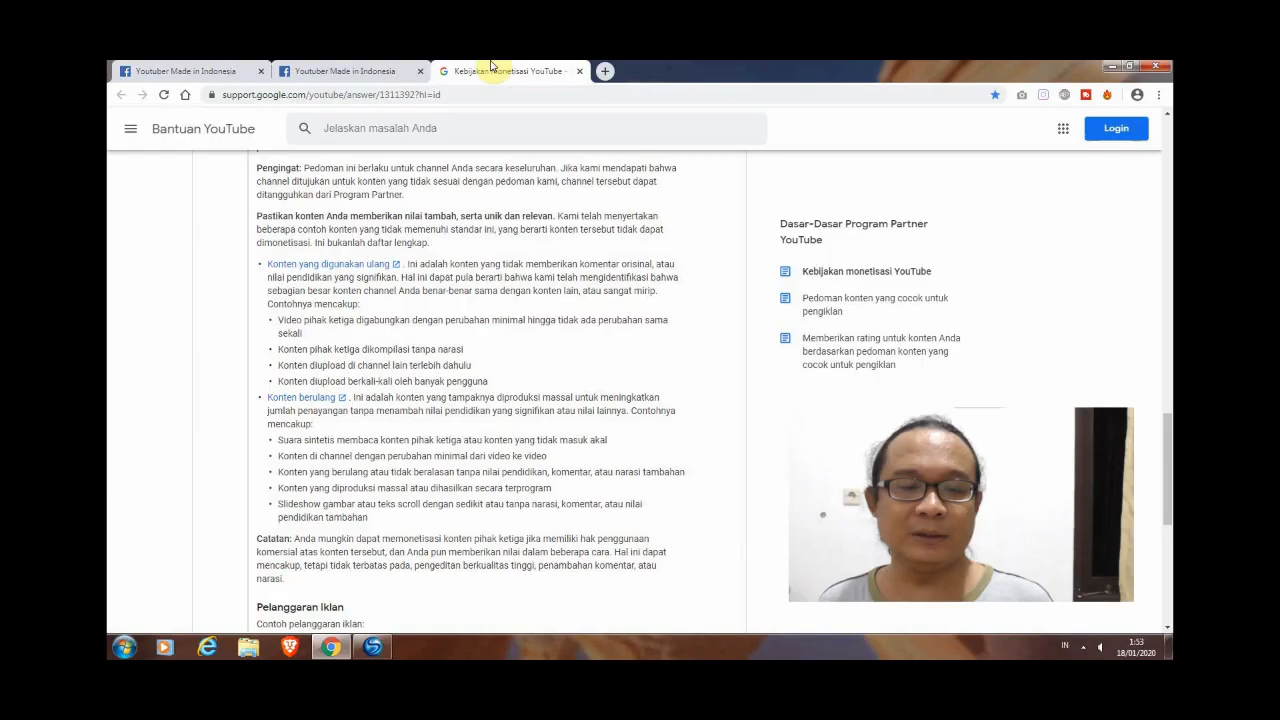 Youtuber Made in Indonesia
Youtuber Made in Indonesia
Kebijakan monetisasi YouTube -
support.google.com/youtube/answer/1311392?hl=id
Bantuan YouTube
Jelaskan masalah Anda
Login
Pengingat: Pedoman ini berlaku untuk channel Anda secara keseluruhan. Jika kami mendapati bahwa
channel ditujukan untuk konten yang tidak sesuai dengan pedoman kami, channel tersebut dapat
ditangguhkan dari Program Partner.
Pastikan konten Anda memberikan nilai tambah, serta unik dan relevan. Kami telah menyertakan
beberapa contoh konten yang tidak memenuhi standar ini, yang berarti konten tersebut tidak dapat
dimonetisasi. Ini bukanlah daftar lengkap.
• Konten yang digunakan ulang . Ini adalah konten yang tidak memberikan komentar orisinal, atau
nilai pendidikan yang signifikan. Hal ini dapat pula berarti bahwa kami telah mengidentifikasi bahwa
sebagian besar konten channel Anda benar-benar sama dengan konten lain, atau sangat mirip.
Contohnya mencakup:
• Video pihak ketiga digabungkan dengan perubahan minimal hingga tidak ada perubahan sama
sekali
• Konten pihak ketiga dikompilasi tanpa narasi
• Konten diupload di channel lain terlebih dahulu
• Konten diupload berkali-kali oleh banyak pengguna
• Konten berulang . Ini adalah konten yang tampaknya diproduksi massal untuk meningkatkan
jumlah penayangan tanpa menambah nilai pendidikan yang signifikan atau nilai lainnya. Contohnya
mencakup:
• Suara sintetis membaca konten pihak ketiga atau konten yang tidak masuk akal
• Konten di channel dengan perubahan minimal dari video ke video
• Konten yang berulang atau tidak beralasan tanpa nilai pendidikan, komentar, atau narasi tambahan
• Konten yang diproduksi massal atau dihasilkan secara terprogram
• Slideshow gambar atau teks scroll dengan sedikit atau tanpa narasi, komentar, atau nilai
pendidikan tambahan
Catatan: Anda mungkin dapat memonetisasi konten pihak ketiga jika memiliki hak penggunaan
komersial atas konten tersebut, dan Anda pun memberikan nilai dalam beberapa cara. Hal ini dapat
mencakup, tetapi tidak terbatas pada, pengeditan berkualitas tinggi, penambahan komentar, atau
narasi.
Pelanggaran Iklan
Contoh pelanggaran iklan:
Dasar-Dasar Program Partner
YouTube
Kebijakan monetisasi YouTube
Pedoman konten yang cocok untuk
pengiklan
Memberikan rating untuk konten Anda
berdasarkan pedoman konten yang
cocok untuk pengiklan
IN
1:53
18/01/2020